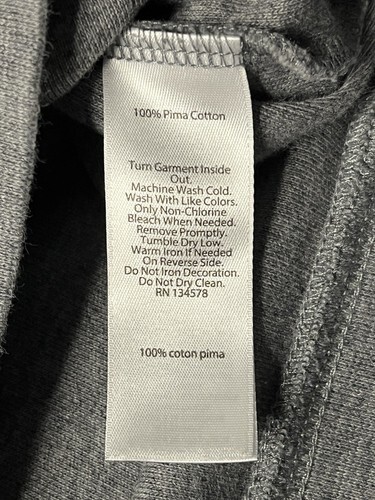 100% Pima Cotton
Turn Garment Inside
Out.
Machine Wash Cold.
Wash With Like Colors.
Only Non-Chlorine
Bleach When Needed.
Remove Promptly.
Tumble Dry Low.
Warm Iron If Needed
On Reverse Side.
Do Not Iron Decoration.
Do Not Dry Clean.
RN 134578
100% coton pima